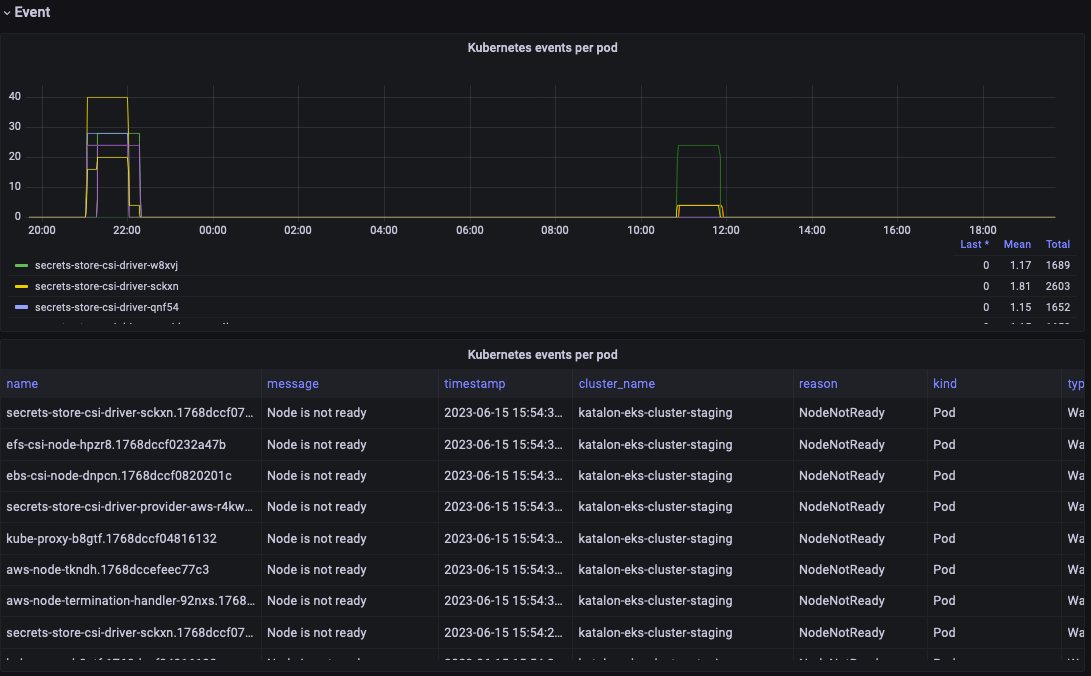 Event
Kubernetes events per pod
40
30
20
10
0
20:00 22:00 00:00 02:00 04:00 06:00 08:00 10:00 12:00 14:00 16:00 18:00
Last * Mean Total
secrets-store-csi-driver-w8xvj 0 1.17 1689
secrets-store-csi-driver-sckxn 0 1.81 2603
secrets-store-csi-driver-qnf54 0 1.15 1652
Kubernetes events per pod
name message timestamp cluster_name reason kind typ
secrets-store-csi-driver-sckxn.1768dccf07... Node is not ready 2023-06-15 15:54:3... katalon-eks-cluster-staging NodeNotReady Pod Wa
efs-csi-node-hpzr8.1768dccf0232a47b Node is not ready 2023-06-15 15:54:3... katalon-eks-cluster-staging NodeNotReady Pod Wa
ebs-csi-node-dnpcn.1768dccf0820201c Node is not ready 2023-06-15 15:54:3... katalon-eks-cluster-staging NodeNotReady Pod Wa
secrets-store-csi-driver-provider-aws-r4kw... Node is not ready 2023-06-15 15:54:3... katalon-eks-cluster-staging NodeNotReady Pod Wa
kube-proxy-b8gtf.1768dccf04816132 Node is not ready 2023-06-15 15:54:3... katalon-eks-cluster-staging NodeNotReady Pod Wa
aws-node-tkndh.1768dccefeec77c3 Node is not ready 2023-06-15 15:54:3... katalon-eks-cluster-staging NodeNotReady Pod Wa
aws-node-termination-handler-92nxs.1768... Node is not ready 2023-06-15 15:54:3... katalon-eks-cluster-staging NodeNotReady Pod Wa
secrets-store-csi-driver-sckxn.1768dccf07... Node is not ready 2023-06-15 15:54:2... katalon-eks-cluster-staging NodeNotReady Pod Wa